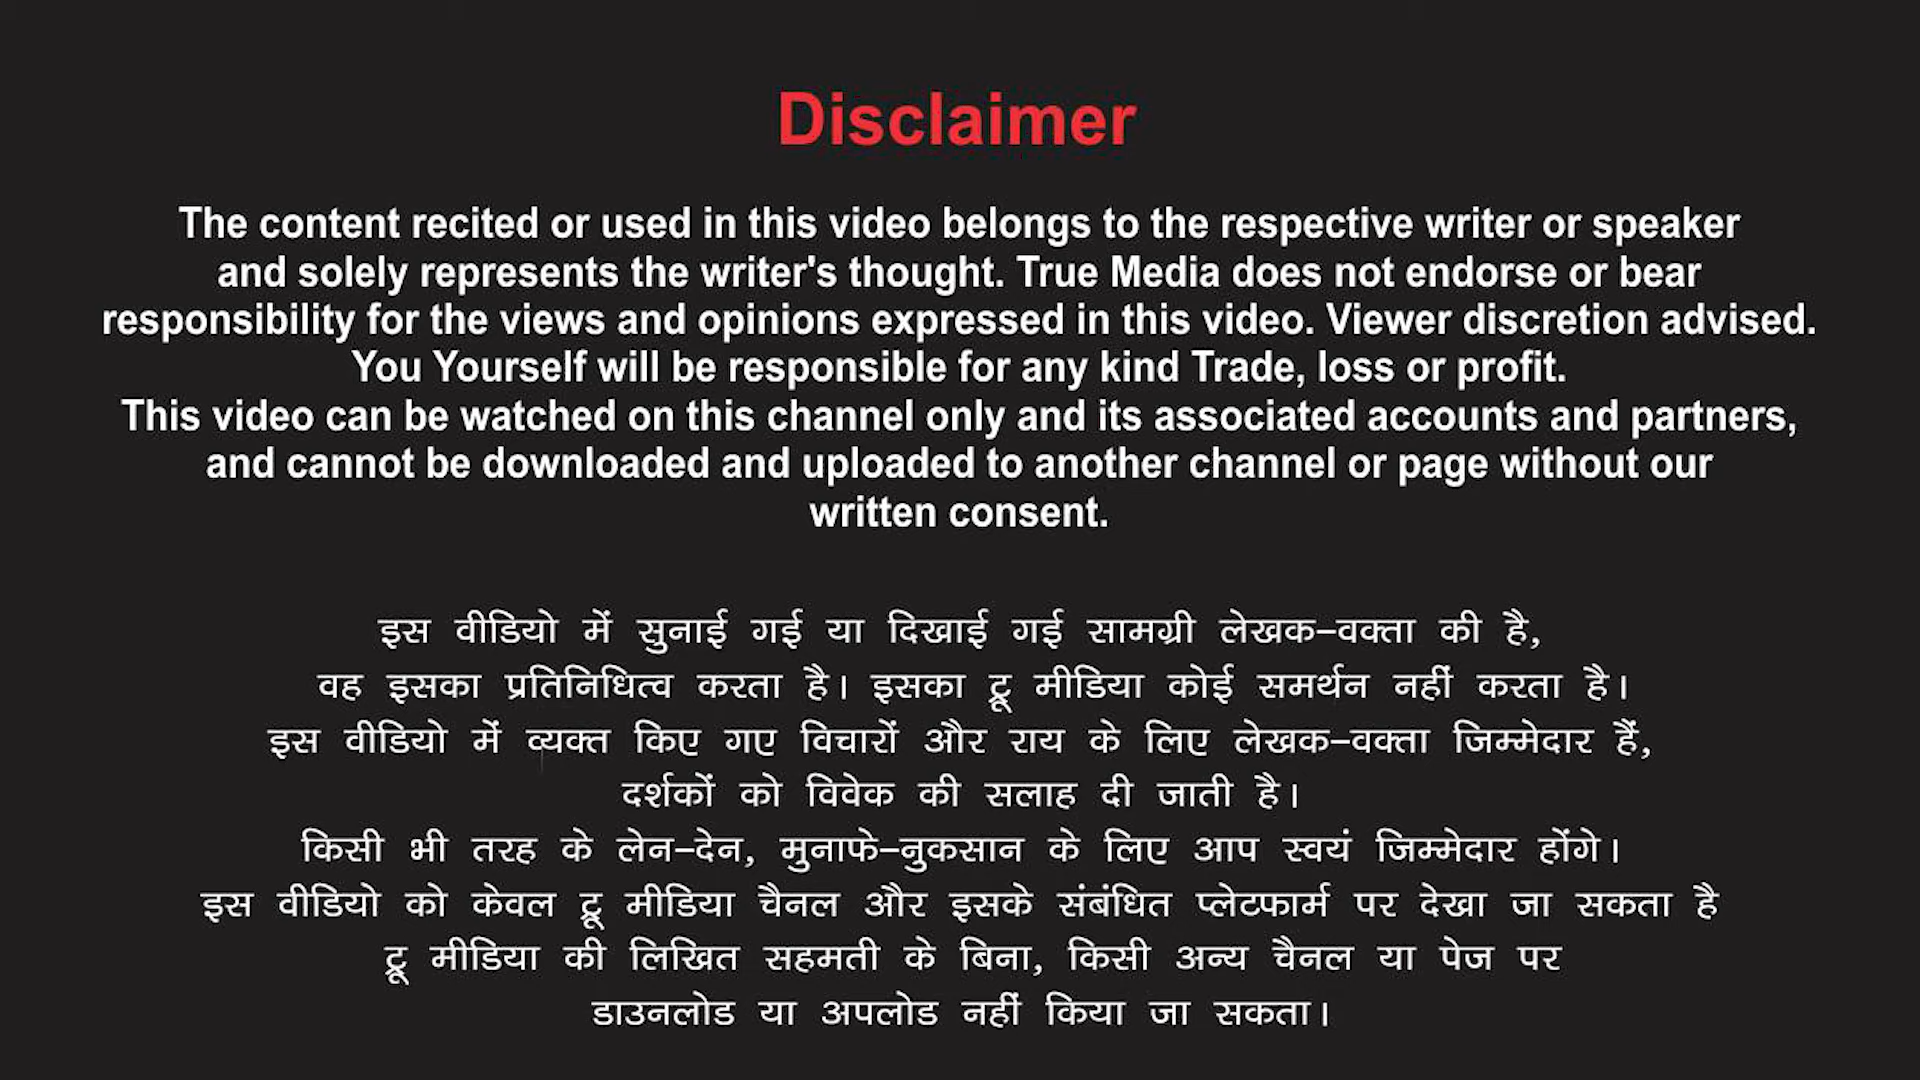 Disclaimer
The content recited or used in this video belongs to the respective writer or speaker
and solely represents the writer's thought. True Media does not endorse or bear
responsibility for the views and opinions expressed in this video. Viewer discretion advised.
You Yourself will be responsible for any kind Trade, loss or profit.
This video can be watched on this channel only and its associated accounts and partners,
and cannot be downloaded and uploaded to another channel or page without our
written consent.
इस वीडियो में सुनाई गई या दिखाई गई सामग्री लेखक–वक्ता की है,
वह इसका प्रतिनिधित्व करता है। इसका ट्रू मीडिया कोई समर्थन नहीं करता है।
इस वीडियो में व्यक्त किए गए विचारों और राय के लिए लेखक–वक्ता जिम्मेदार हैं,
दर्शकों को विवेक की सलाह दी जाती है।
किसी भी तरह के लेन–देन, मुनाफे–नुकसान के लिए आप स्वयं जिम्मेदार होंगे।
इस वीडियो को केवल ट्रू मीडिया चैनल और इसके संबंधित प्लेटफार्म पर देखा जा सकता है
ट्रू मीडिया की लिखित सहमती के बिना, किसी अन्य चैनल या पेज पर
डाउनलोड या अपलोड नहीं किया जा सकता।